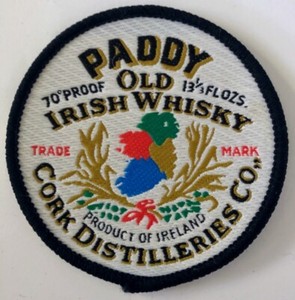 PADDY
70° PROOF OLD 13⅓ FL OZS.
IRISH WHISKY
TRADE MARK
PRODUCT OF IRELAND
CORK DISTILLERIES CO.,,